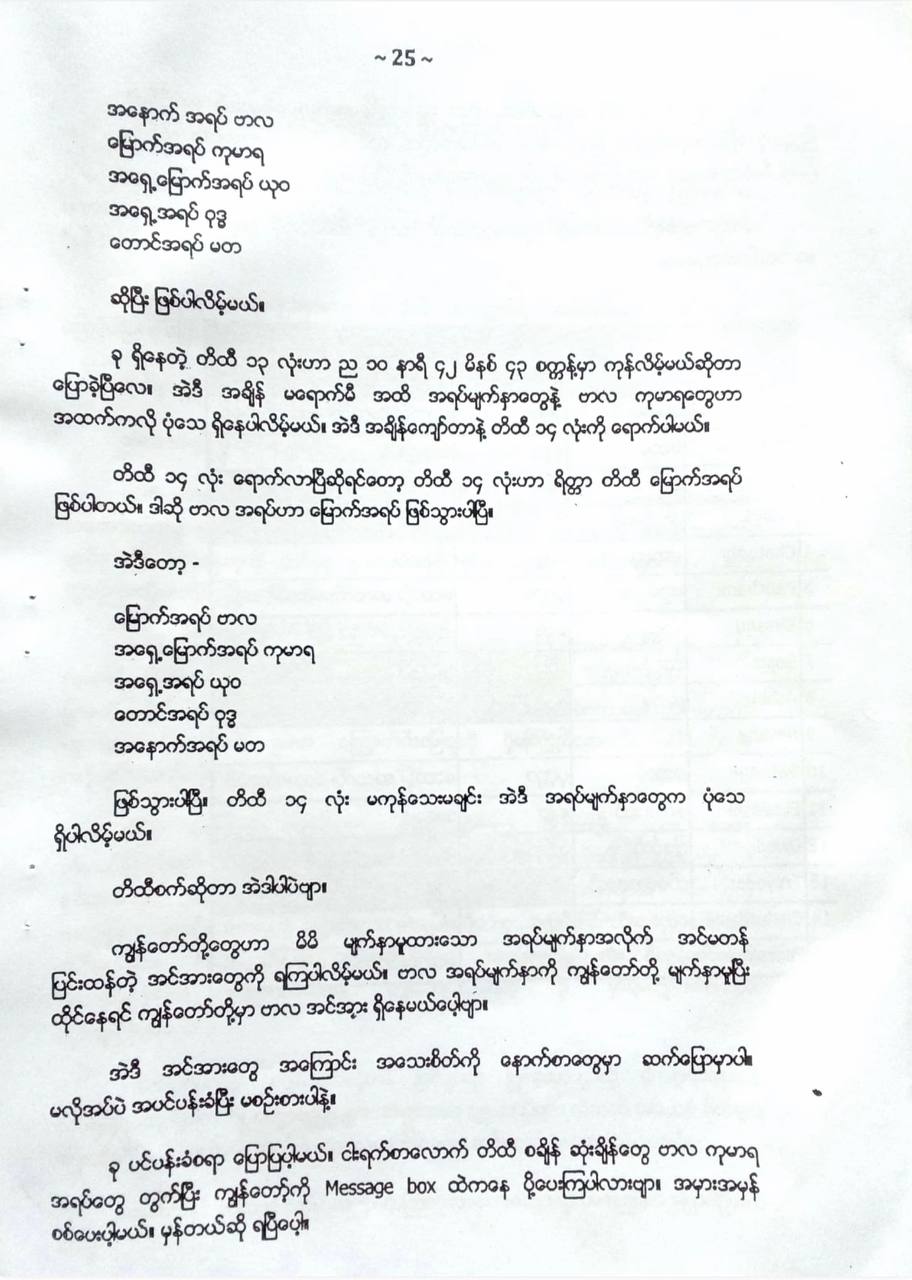 ~ 25 ~
အနောက် အရပ် ဗာလ
မြောက်အရပ် ကုမာရ
အရှေ့မြောက်အရပ် ယုဝ
အရှေ့အရပ် ဝုဒ္ဓ
တောင်အရပ် မတ
ဆိုပြီး ဖြစ်ပါလိမ့်မယ်။
ခု ရှိနေတဲ့ တိထီ ၁၃ လုံးဟာ ည ၁၀ နာရီ ၄၂ မိနစ် ၄၃ စက္ကန့်မှာ ကုန်လိမ့်မယ်ဆိုတာ
ပြောခဲ့ပြီလေ။ အဲဒီ အချိန် မရောက်မီ အထိ အရပ်မျက်နှာတွေနဲ့ ဗာလ ကုမာရတွေဟာ
အထက်ကလို ပုံသေ ရှိနေပါလိမ့်မယ်။ အဲဒီ အချိန်ကျော်တာနဲ့ တိထီ ၁၄ လုံးကို ရောက်ပါမယ်။
တိထီ ၁၄ လုံး ရောက်လာပြီဆိုရင်တော့ တိထီ ၁၄ လုံးဟာ ရိတ္တာ တိထီ မြောက်အရပ်
ဖြစ်ပါတယ်။ ဒါဆို ဗာလ အရပ်ဟာ မြောက်အရပ် ဖြစ်သွားပါပြီ။
အဲဒီတော့ -
မြောက်အရပ် ဗာလ
အရှေ့မြောက်အရပ် ကုမာရ
အရှေ့အရပ် ယုဝ
တောင်အရပ် ဝုဒ္ဓ
အနောက်အရပ် မတ
ဖြစ်သွားပါပြီ။ တိထီ ၁၄ လုံး မကုန်သေးမချင်း အဲဒီ အရပ်မျက်နှာတွေက ပုံသေ
ရှိပါလိမ့်မယ်။
တိထီစက်ဆိုတာ အဲဒါပါပဲဗျာ။
ကျွန်တော်တို့တွေဟာ မိမိ မျက်နှာမူထားသော အရပ်မျက်နှာအလိုက် အင်မတန်
ပြင်းထန်တဲ့ အင်အားတွေကို ရကြပါလိမ့်မယ်။ ဗာလ အရပ်မျက်နှာကို ကျွန်တော်တို့ မျက်နှာမူပြီး
ထိုင်နေရင် ကျွန်တော်တို့မှာ ဗာလ အင်အား ရှိနေမယ်ပေါ့ဗျာ။
အဲဒီ အင်အားတွေ အကြောင်း အသေးစိတ်ကို နောက်စာတွေမှာ ဆက်ပြောမှာပါ။
မလိုအပ်ပဲ အပင်ပန်းခံပြီး မစဉ်းစားပါနဲ့။
ခု ပင်ပန်းခံစရာ ပြောပြပါ့မယ်။ ငါးရက်စာလောက် တိထီ စချိန် ဆုံးချိန်တွေ ဗာလ ကုမာရ
အရပ်တွေ တွက်ပြီး ကျွန်တော့်ကို Message box ထဲကနေ ပို့ပေးကြပါလားဗျာ။ အမှားအမှန်
စစ်ပေးပါ့မယ်။ မှန်တယ်ဆို ရပြီပေါ့။